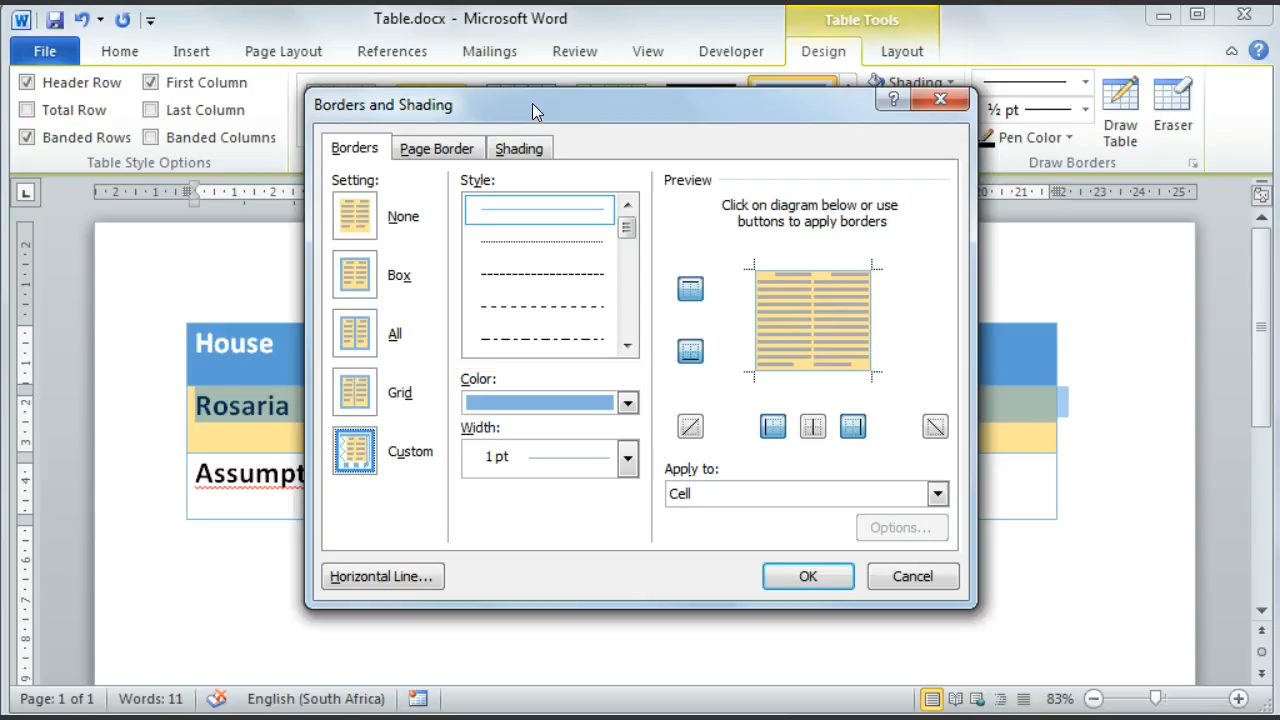 Table.docx - Microsoft Word
Table Tools
File Home Insert Page Layout References Mailings Review View Developer Design Layout
Header Row First Column
Total Row Last Column
Banded Rows Banded Columns
Table Style Options
Shading
½ pt
Pen Color
Draw Table
Eraser
Draw Borders
Borders and Shading
Borders Page Border Shading
Setting:
None
Box
All
Grid
Custom
Style:
Color:
Width:
1 pt
Preview
Click on diagram below or use
buttons to apply borders
Apply to:
Cell
Options...
Horizontal Line...
OK Cancel
House
Rosaria
Assumpt
Page: 1 of 1 Words: 11 English (South Africa) 83%